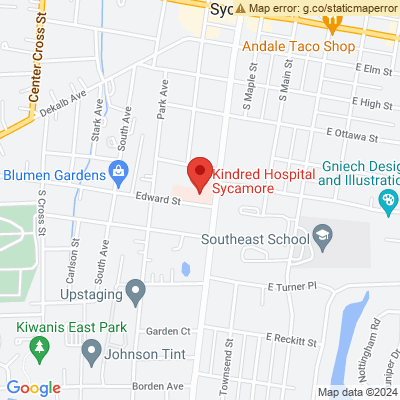 Map error: g.co/staticmaperror
Syc
Andale Taco Shop
Center Cross St
Dekalb Ave
Stark Ave
South Ave
Park Ave
S Maple St
S Main St
E Elm St
E High St
E Ottawa St
Blumen Gardens
Edward St
Kindred Hospital
Sycamore
Gniech Design
and Illustration
S Cross St
Carlson St
South Ave
Southeast School
Upstaging
E Turner Pl
Kiwanis East Park
Garden Ct
E Reckitt St
Johnson Tint
Townsend St
Nottingham Rd
uniper Dr
Borden Ave
Google
Map data ©2024